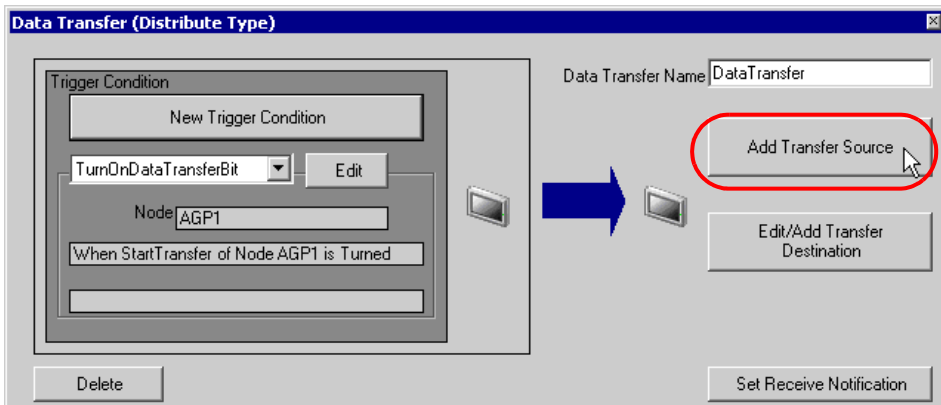 Data Transfer (Distribute Type)
Trigger Condition
New Trigger Condition
TurnOnDataTransferBit
Edit
Node
AGP1
When StartTransfer of Node AGP1 is Turned
Data Transfer Name
DataTransfer
Add Transfer Source
Edit/Add Transfer
Destination
Delete
Set Receive Notification